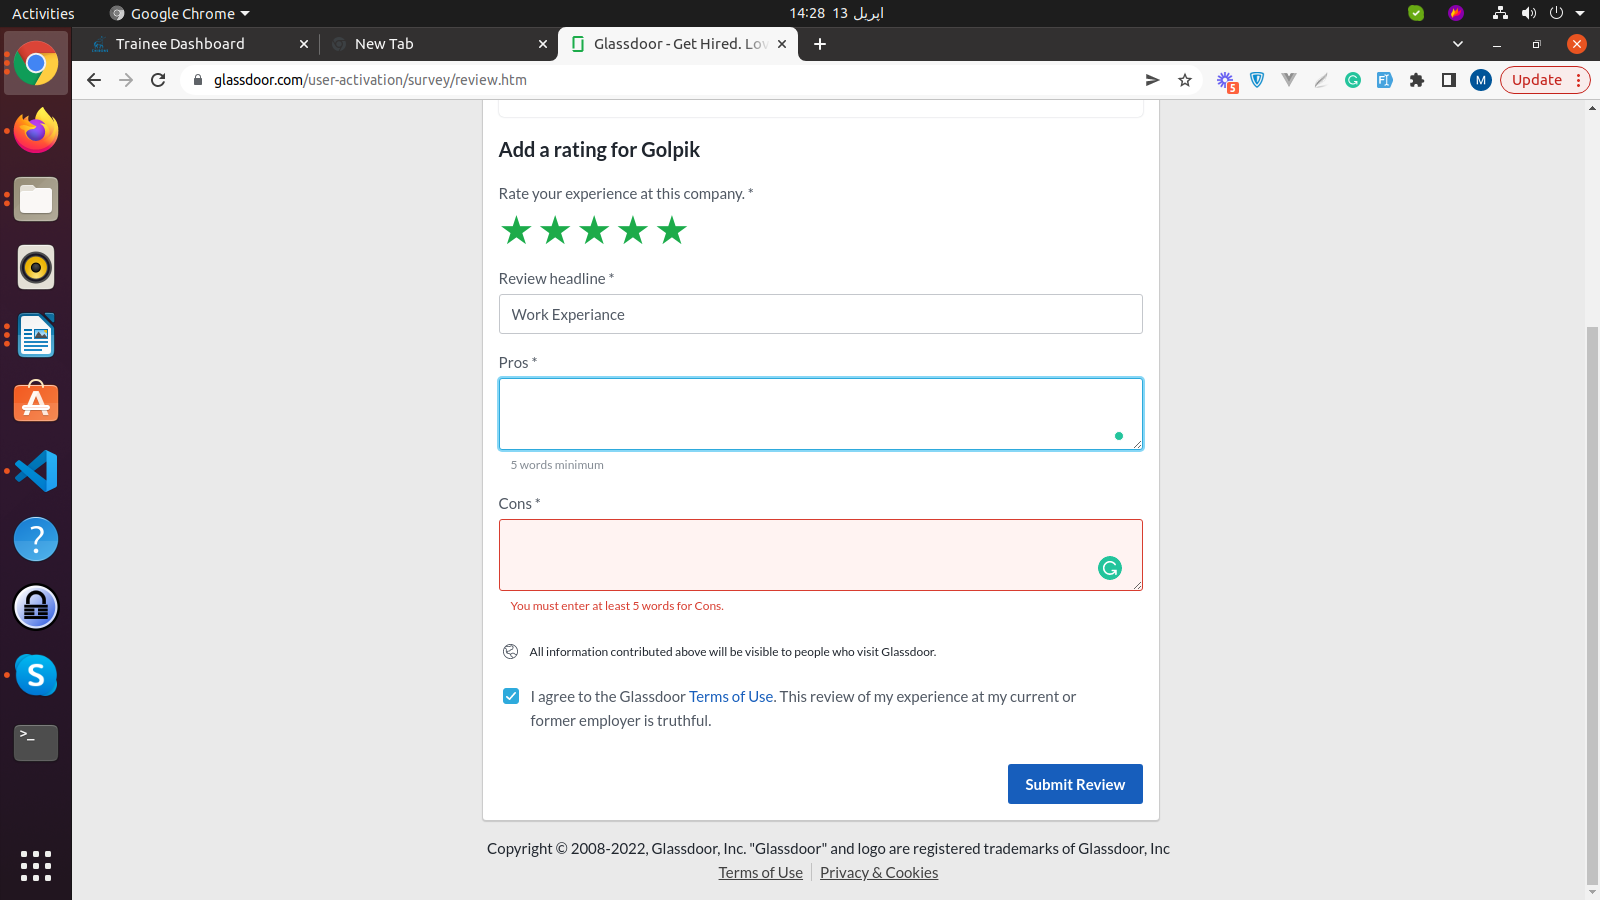 Activities
Google Chrome
14:28 13 اپریل
Trainee Dashboard
New Tab
Glassdoor - Get Hired. Lov
glassdoor.com/user-activation/survey/review.htm
5
M
Update
Add a rating for Golpik
Rate your experience at this company. *
Review headline *
Work Experiance
Pros *
5 words minimum
Cons *
You must enter at least 5 words for Cons.
All information contributed above will be visible to people who visit Glassdoor.
I agree to the Glassdoor Terms of Use. This review of my experience at my current or
former employer is truthful.
Submit Review
Copyright © 2008-2022, Glassdoor, Inc. "Glassdoor" and logo are registered trademarks of Glassdoor, Inc
Terms of Use
Privacy & Cookies